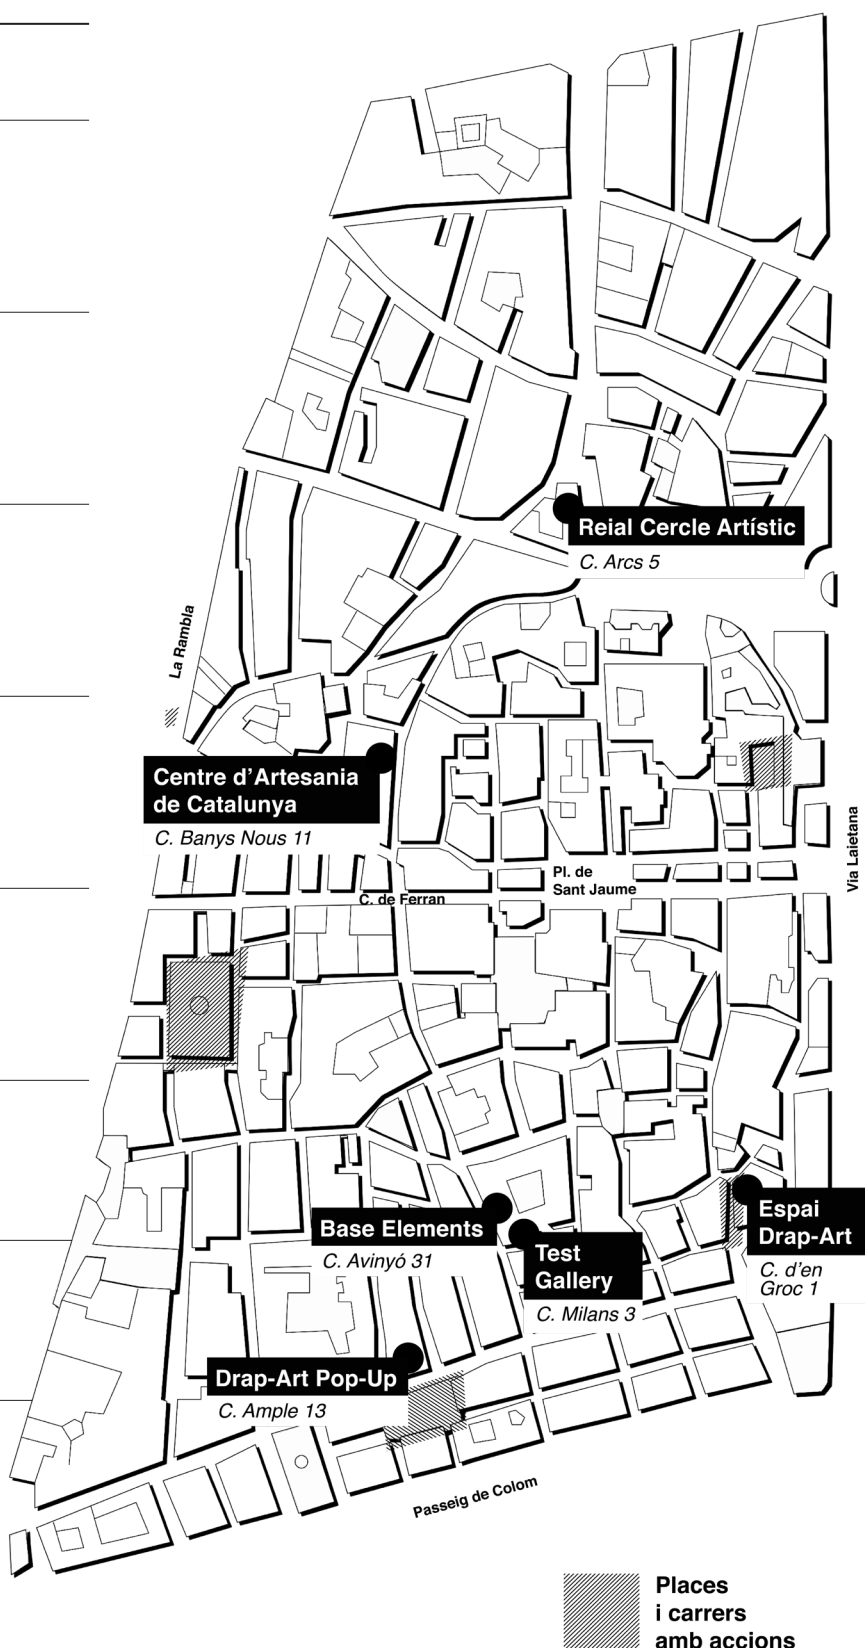 Reial Cercle Artístic
C. Arcs 5
La Rambla
Centre d’Artesania
de Catalunya
C. Banys Nous 11
Via Laietana
Pl. de
Sant Jaume
C. de Ferran
Espai
Drap-Art
C. d’en
Groc 1
Base Elements
C. Avinyó 31
Test
Gallery
C. Milans 3
Drap-Art Pop-Up
C. Ample 13
Passeig de Colom
Places
i carrers
amb accions